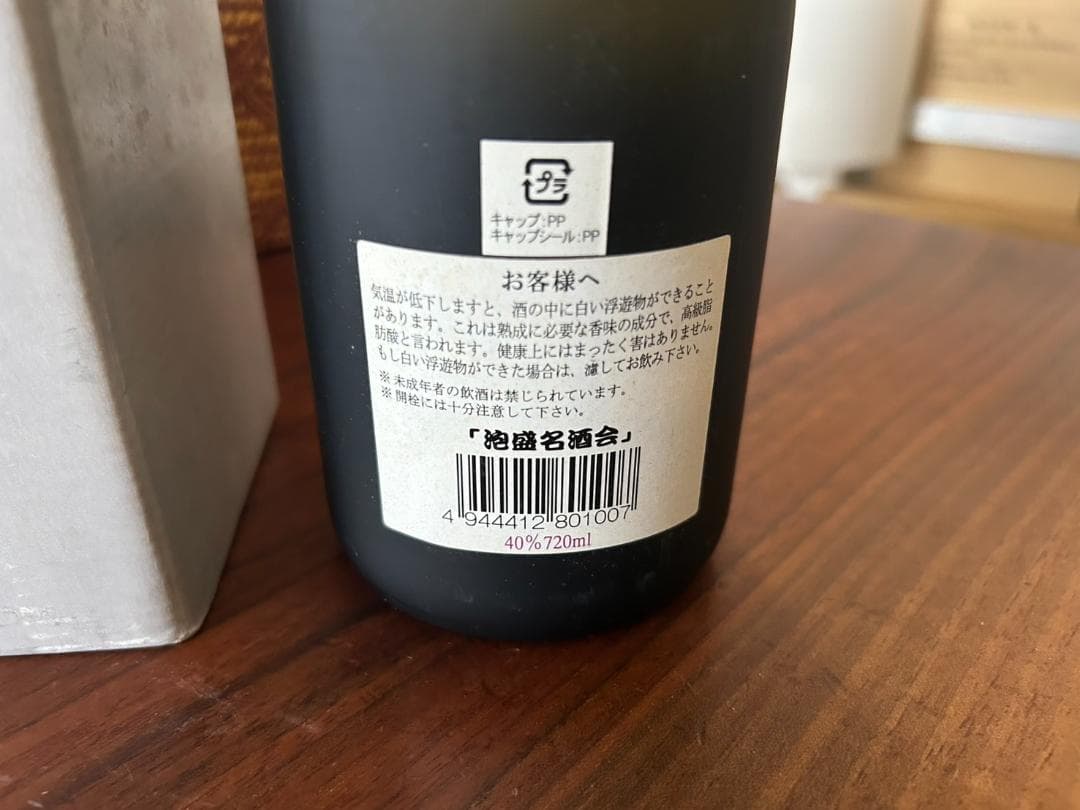 プラ
キャップ:PP
キャップシール:PP
お客様へ
気温が低下しますと、酒の中に白い浮遊物ができること
があります。これは熟成に必要な香味の成分で、高級脂
肪酸と言われます。健康上にはまったく害はありません。
もし白い浮遊物ができた場合は、濾してお飲み下さい。
※未成年者の飲酒は禁じられています。
※開栓には十分注意して下さい。
「泡盛名酒会」
4 944412 801007
40%720ml